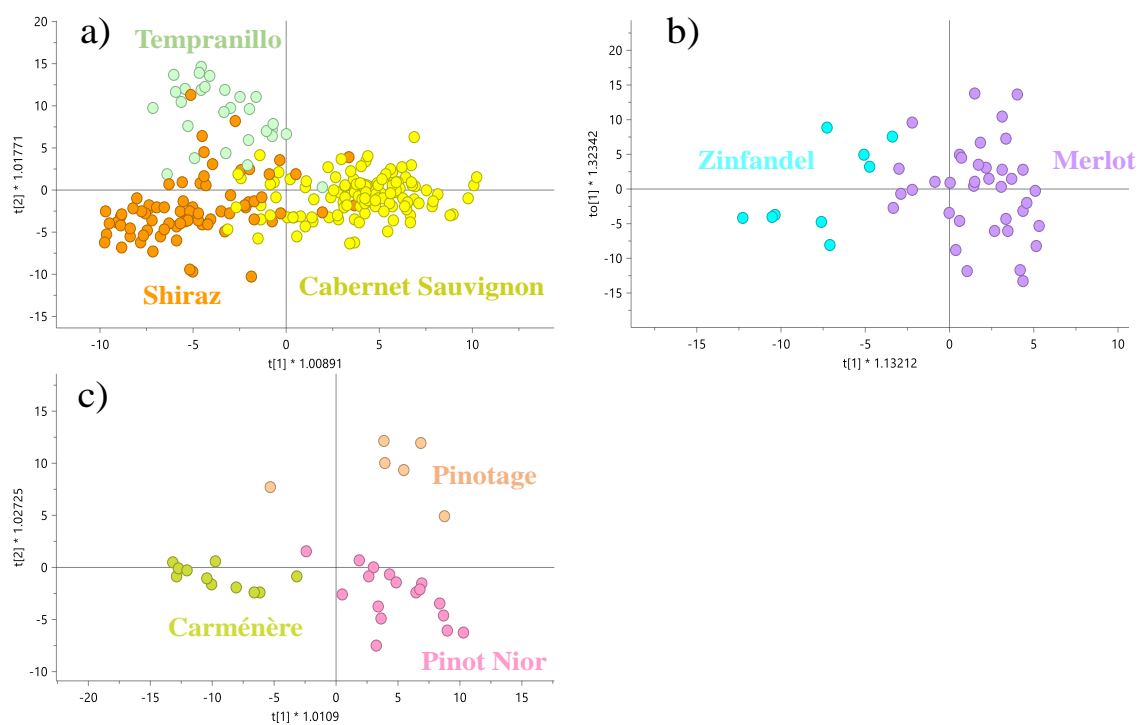 a)
Tempranillo
20
15
10
5
0
-5
-10
-15
t[2] * 1.01771
Shiraz
Cabernet Sauvignon
-10
-5
0
5
10
t[1] * 1.00891
b)
Zinfandel
Merlot
20
15
10
5
0
-5
-10
-15
to[1] * 1.32342
-15
-10
-5
0
5
10
t[1] * 1.13212
c)
Pinotage
15
10
5
0
-5
-10
t[2] * 1.02725
Carménère
Pinot Nior
-20
-15
-10
-5
0
5
10
15
t[1] * 1.0109